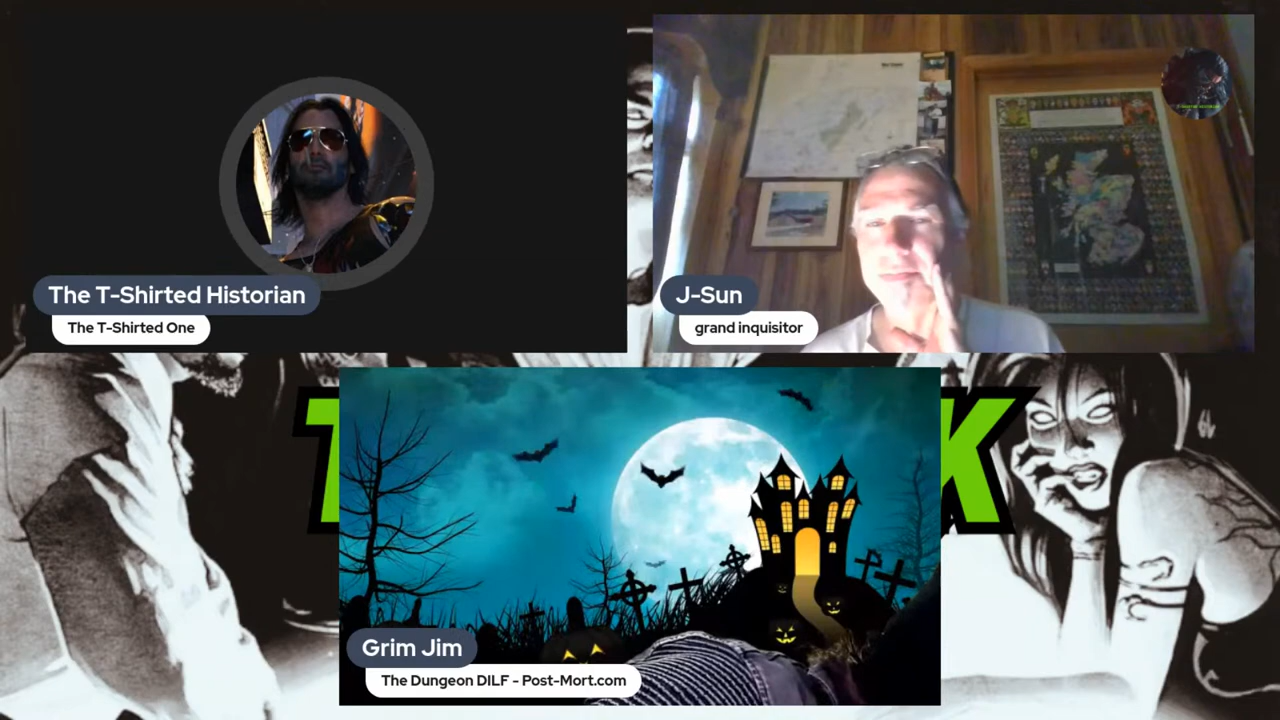 The T-Shirted Historian
The T-Shirted One
J-Sun
grand inquisitor
T
K
Grim Jim
The Dungeon DILF - Post-Mort.com